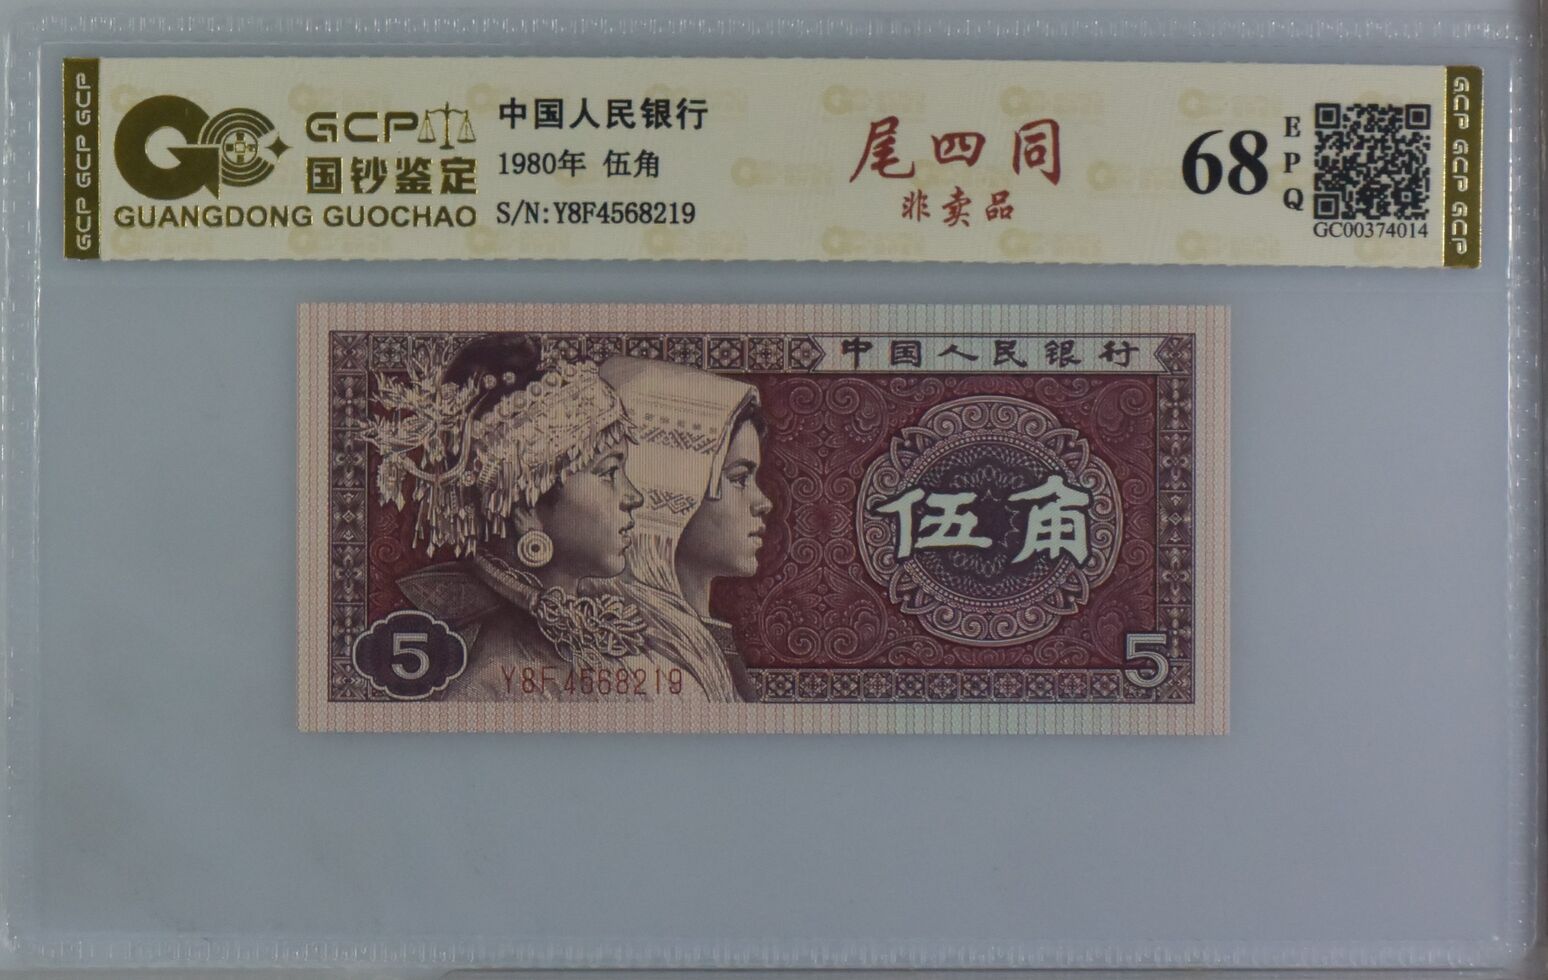 GCP GCP GCP
GCP
国钞鉴定
GUANGDONG GUOCHAO
中国人民银行
1980年 伍角
S/N:Y8F4568219
尾四同
非卖品
68
EPQ
GC00374014
GCP GCP GCP
中国人民银行
伍角
5
Y8F4568219
5